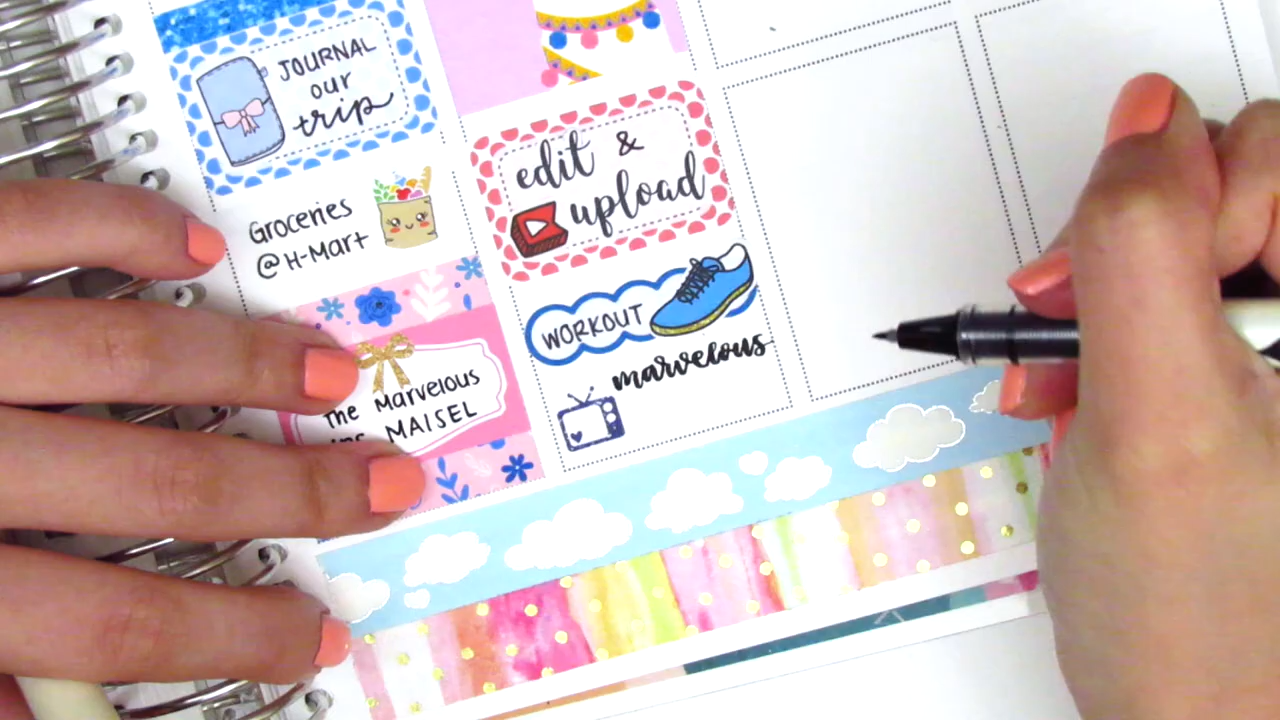 JOURNAL
our
trip
Groceries
@ H-Mart
The Marvelous
MAISEL
edit &
upload
WORKOUT
marvelous